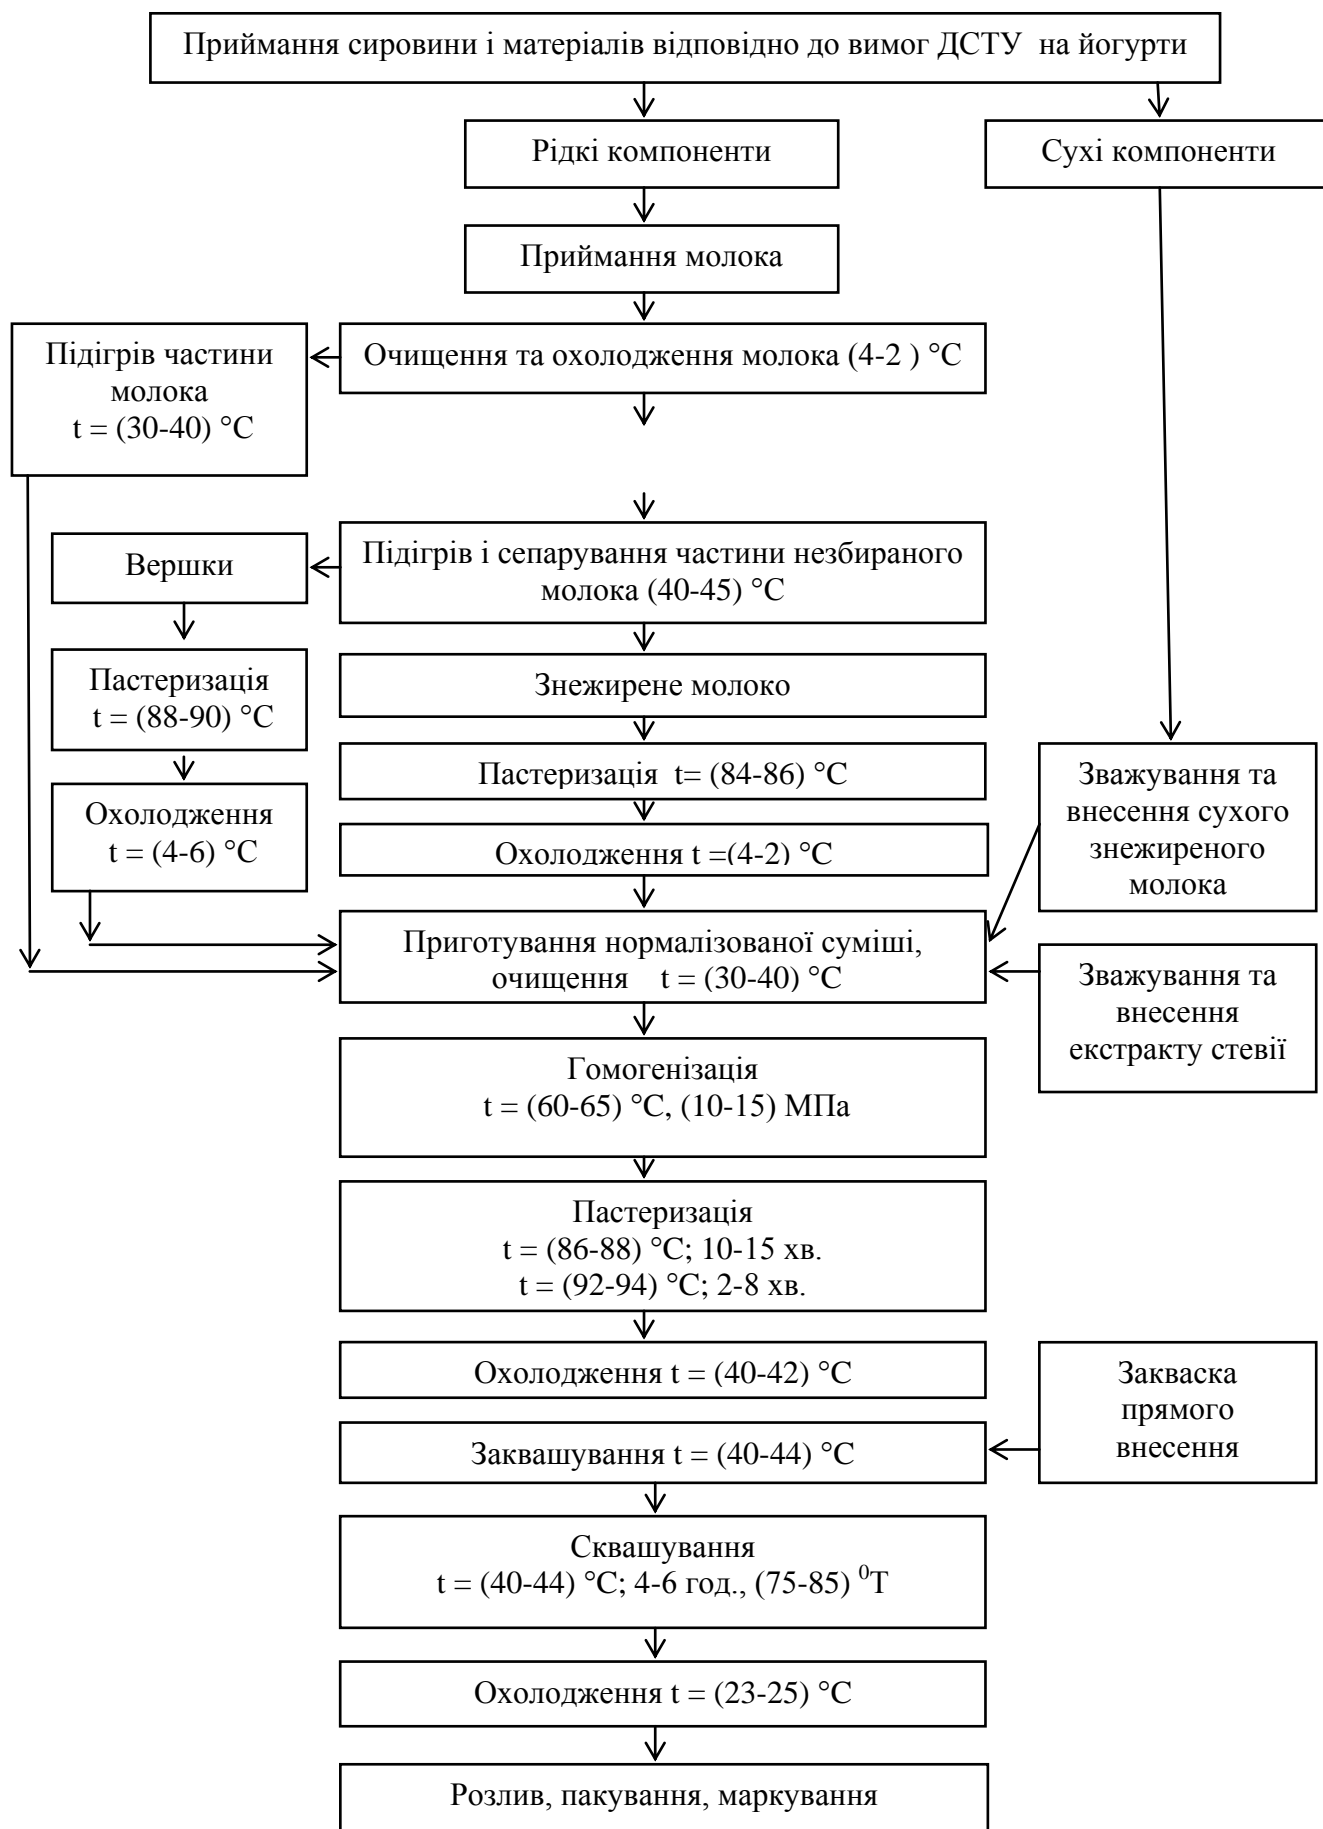 Приймання сировини і матеріалів відповідно до вимог ДСТУ на йогурти
Рідкі компоненти
Сухі компоненти
Приймання молока
Підігрів частини
молока
t = (30-40) °С
Очищення та охолодження молока (4-2 ) °С
Вершки
Підігрів і сепарування частини незбираного
молока (40-45) °С
Пастеризація
t = (88-90) °С
Знежирене молоко
Пастеризація t= (84-86) °С
Зважування та
внесення сухого
знежиреного
молока
Охолодження
t = (4-6) °С
Охолодження t =(4-2) °С
Приготування нормалізованої суміші,
очищення t = (30-40) °С
Зважування та
внесення
екстракту стевії
Гомогенізація
t = (60-65) °С, (10-15) МПа
Пастеризація
t = (86-88) °С; 10-15 хв.
t = (92-94) °С; 2-8 хв.
Охолодження t = (40-42) °С
Закваска
прямого
внесення
Заквашування t = (40-44) °С
Сквашування
t = (40-44) °С; 4-6 год., (75-85) ⁰Т
Охолодження t = (23-25) °С
Розлив, пакування, маркування